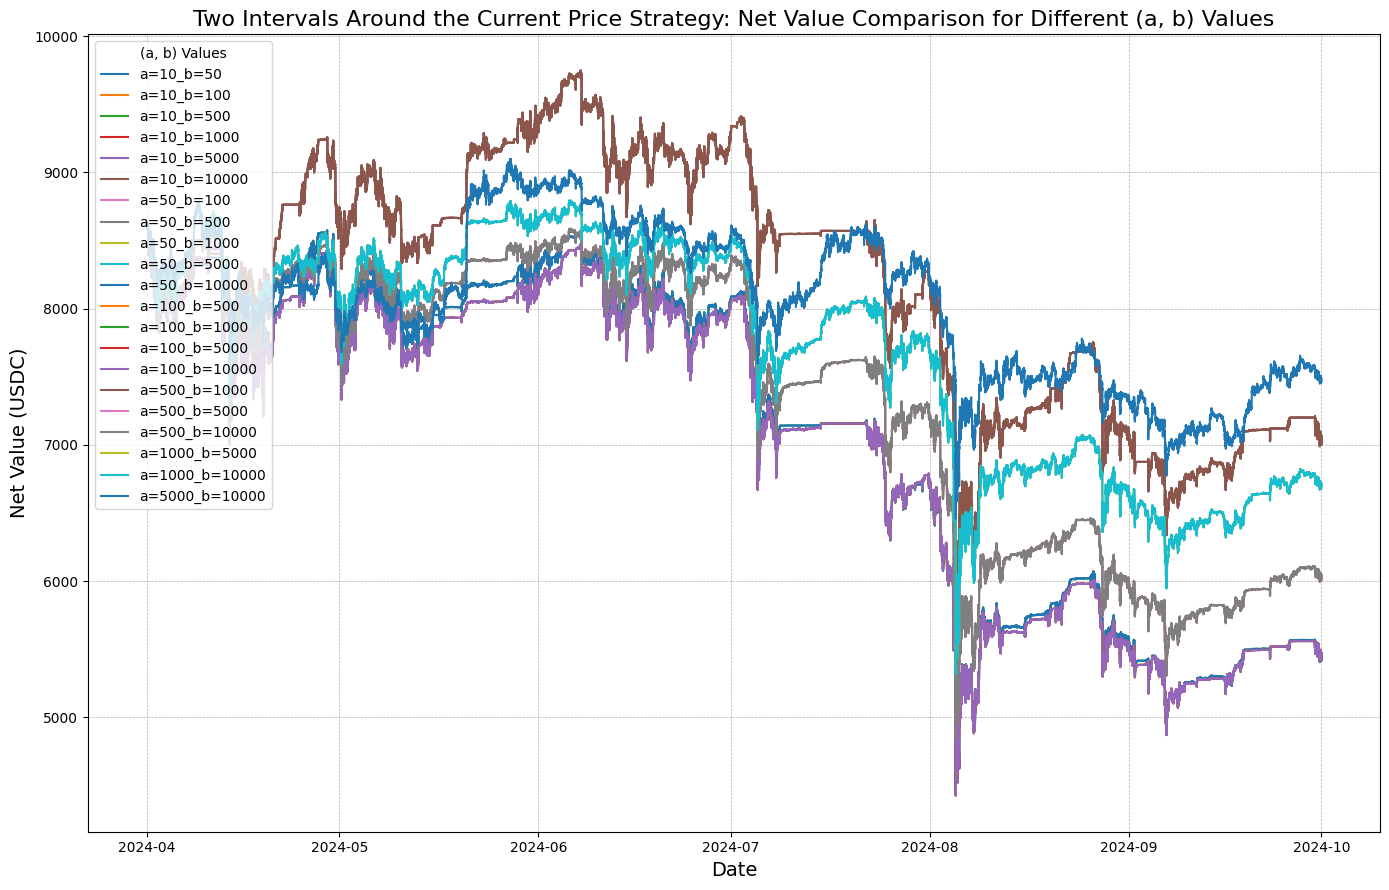 Two Intervals Around the Current Price Strategy: Net Value Comparison for Different (a, b) Values
10000
9000
8000
7000
6000
5000
Net Value (USDC)
(a, b) Values
a=10_b=50
a=10_b=100
a=10_b=500
a=10_b=1000
a=10_b=5000
a=10_b=10000
a=50_b=100
a=50_b=500
a=50_b=1000
a=50_b=5000
a=50_b=10000
a=100_b=500
a=100_b=1000
a=100_b=5000
a=100_b=10000
a=500_b=1000
a=500_b=5000
a=500_b=10000
a=1000_b=5000
a=1000_b=10000
a=5000_b=10000
2024-04
2024-05
2024-06
2024-07
2024-08
2024-09
2024-10
Date